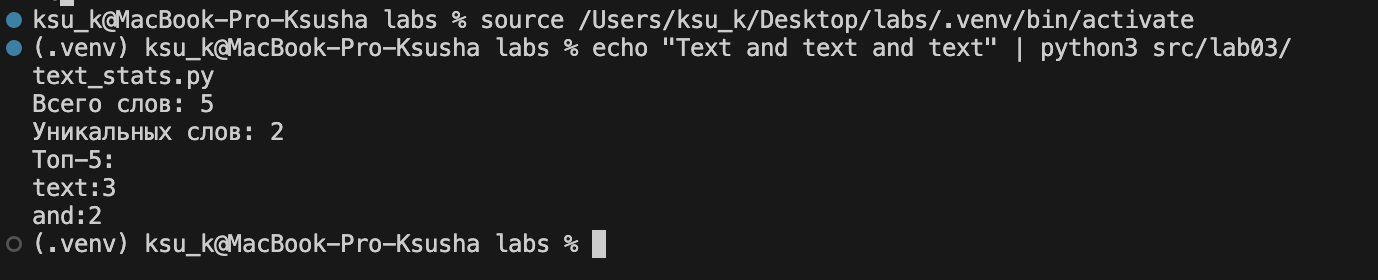 ksu_k@MacBook-Pro-Ksusha labs % source /Users/ksu_k/Desktop/labs/.venv/bin/activate
(.venv) ksu_k@MacBook-Pro-Ksusha labs % echo "Text and text and text" | python3 src/lab03/
text_stats.py
Всего слов: 5
Уникальных слов: 2
Топ-5:
text:3
and:2
(.venv) ksu_k@MacBook-Pro-Ksusha labs %